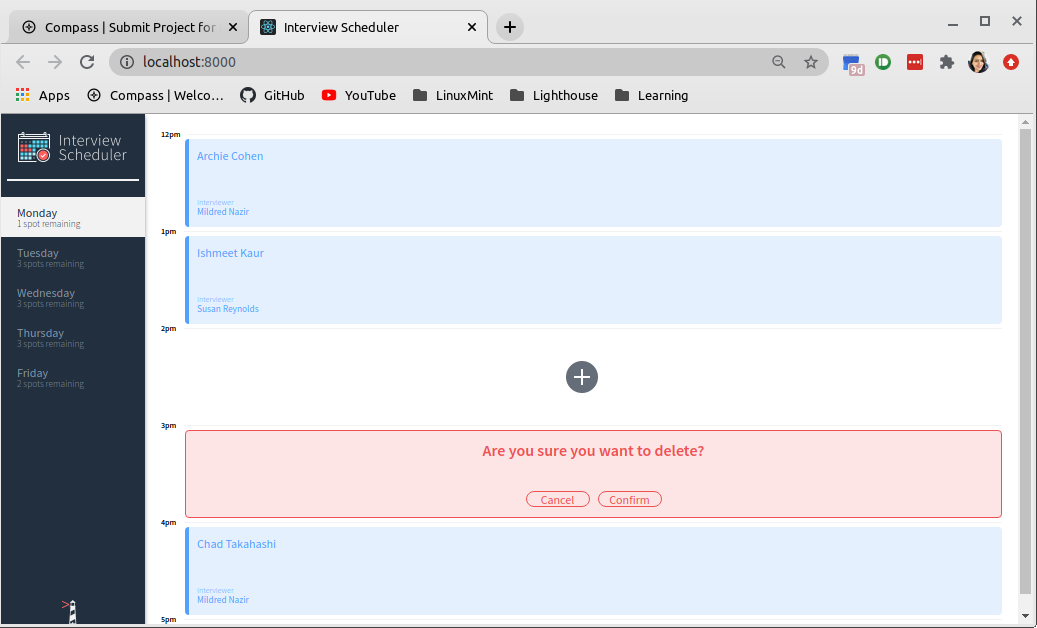 Compass | Submit Project for
Interview Scheduler
localhost:8000
9d
Apps
Compass | Welco...
GitHub
YouTube
LinuxMint
Lighthouse
Learning
Interview
Scheduler
Monday
1 spot remaining
Tuesday
3 spots remaining
Wednesday
3 spots remaining
Thursday
3 spots remaining
Friday
2 spots remaining
12pm
Archie Cohen
Interviewer
Mildred Nazir
1pm
Ishmeet Kaur
Interviewer
Susan Reynolds
2pm
3pm
Are you sure you want to delete?
Cancel Confirm
4pm
Chad Takahashi
Interviewer
Mildred Nazir
5pm